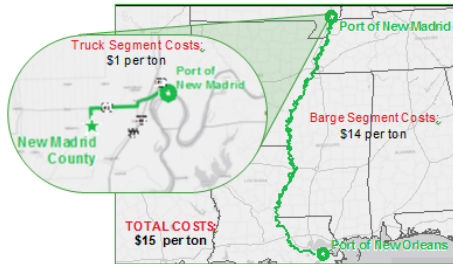 Truck Segment Costs:
$1 per ton
Port of
New Madrid
New Madrid
County
Port of New Madrid
Barge Segment Costs:
$14 per ton
TOTAL COSTS:
$15 per ton
Port of New Orleans